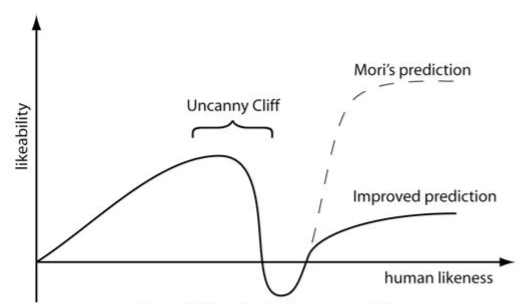 Mori's prediction
Uncanny Cliff
likeability
Improved prediction
human likeness